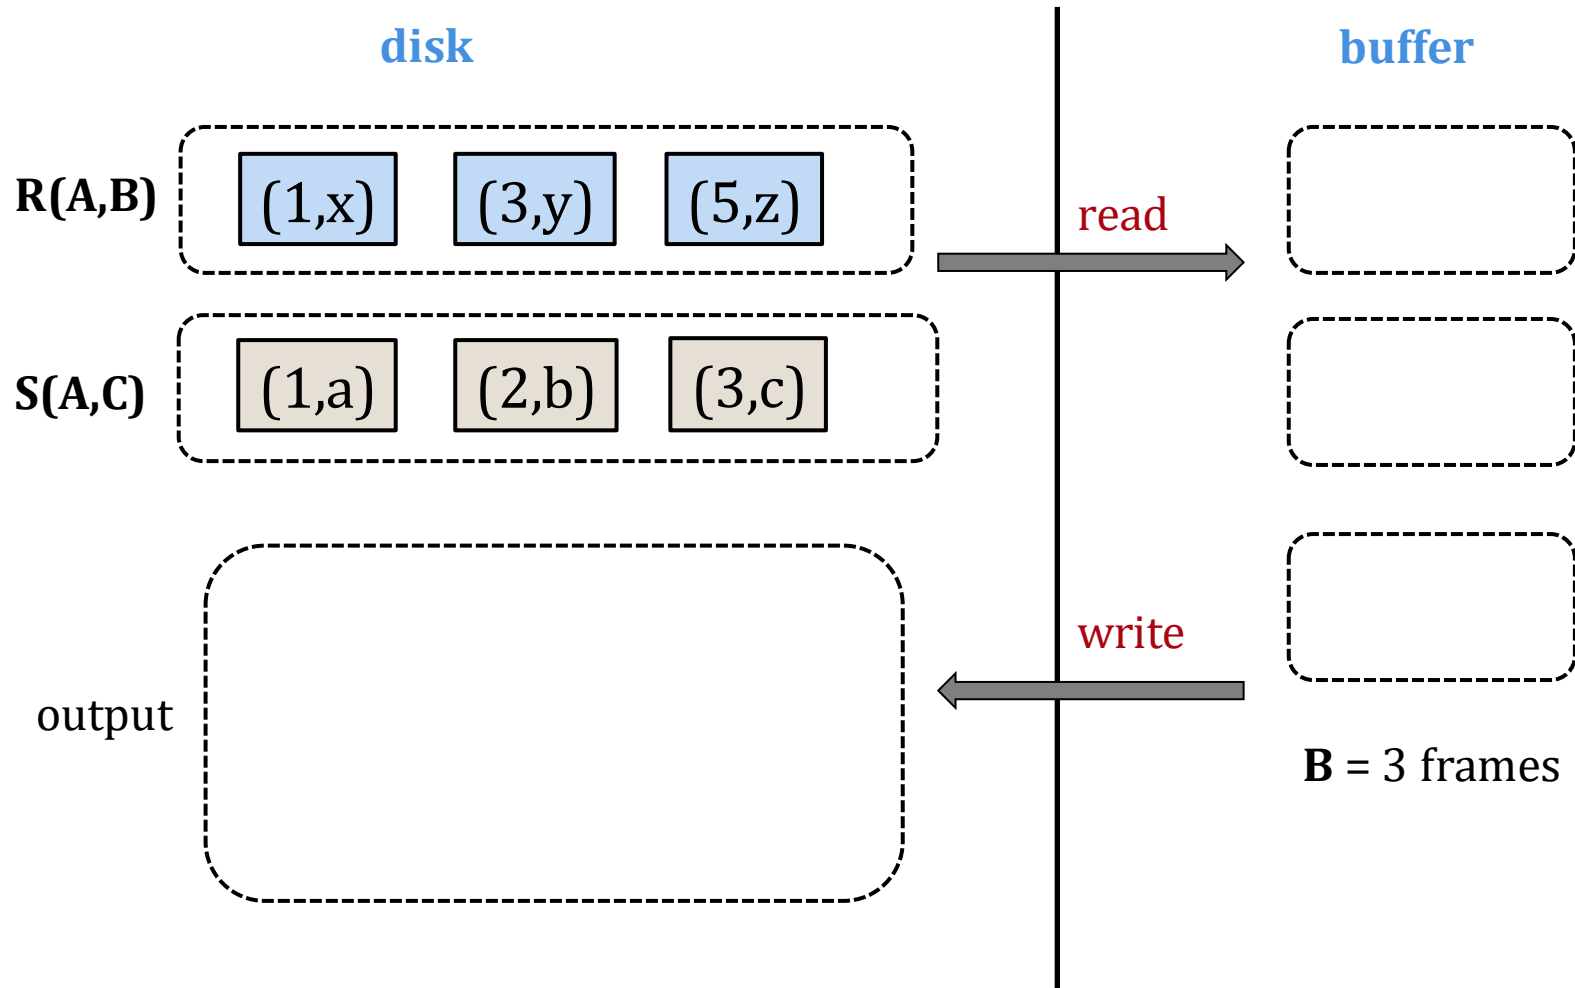 disk
buffer
R(A,B)
(1,x)
(3,y)
(5,z)
read
S(A,C)
(1,a)
(2,b)
(3,c)
write
output
B = 3 frames